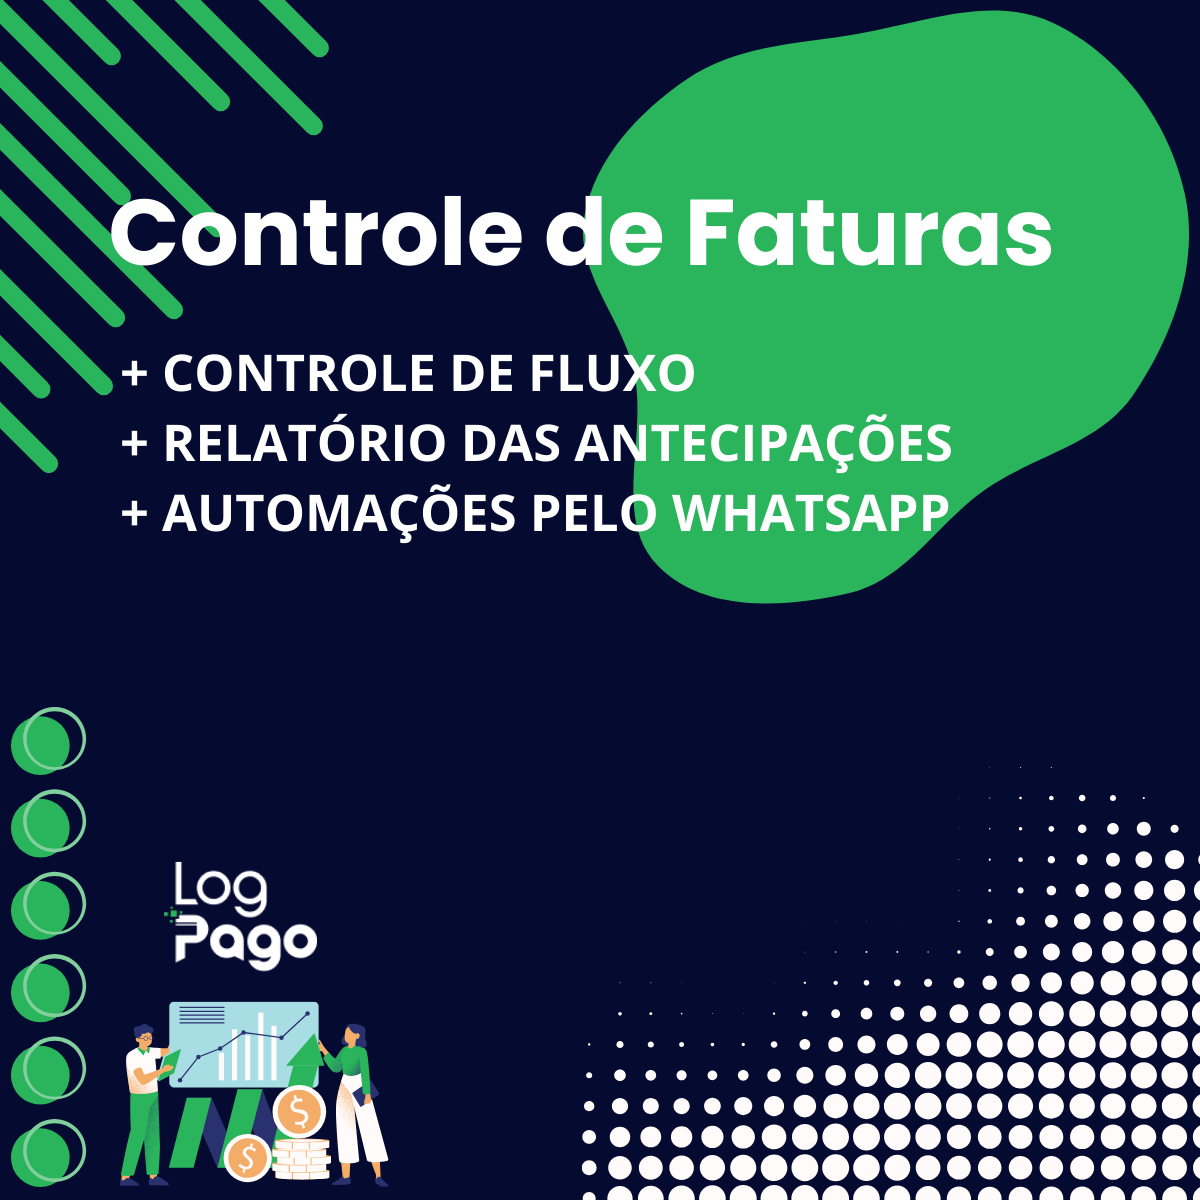 Controle de Faturas
+ CONTROLE DE FLUXO
+ RELATÓRIO DAS ANTECIPAÇÕES
+ AUTOMAÇÕES PELO WHATSAPP
Log
Pago
$
$